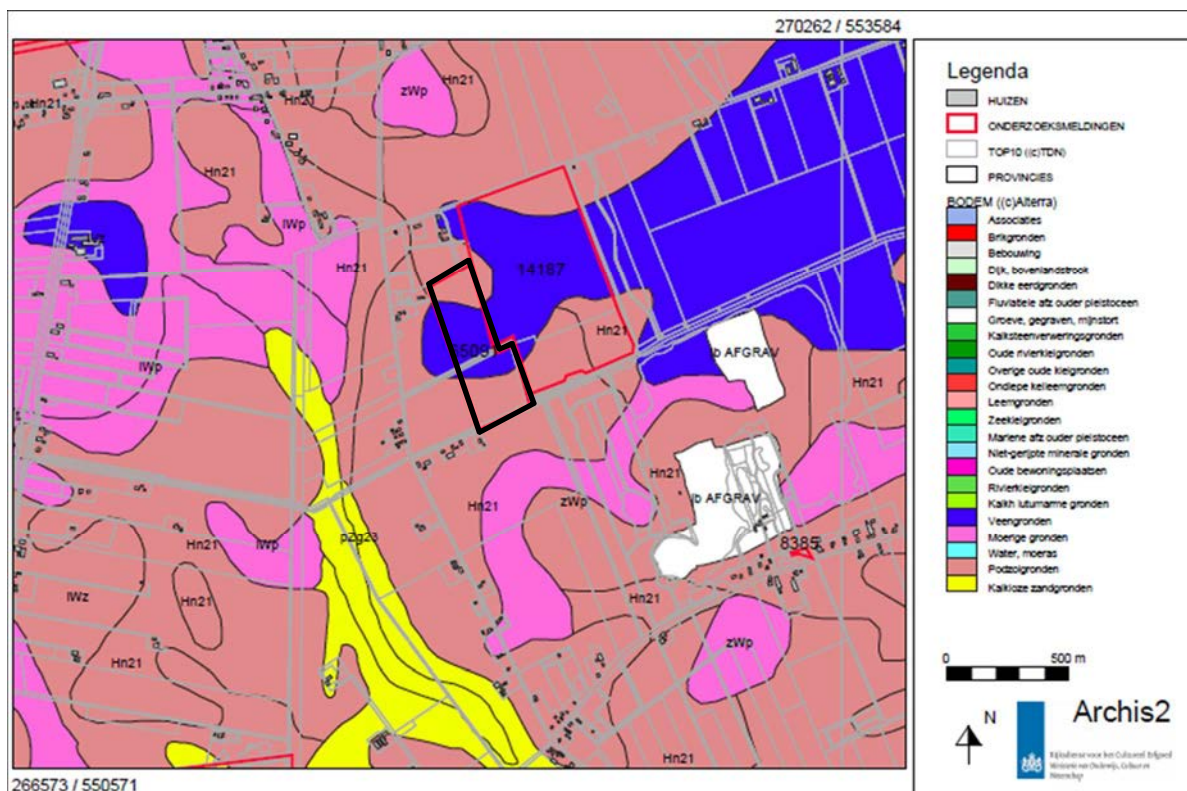 270262 / 553584
Hn21
zWp
Hn21
Hn21
Hn21
lWp
Hn21
14187
Hn21
lWp
jb AFGRAV
Hn21
Hn21
Hn21
zWp
jb AFGRAV
pZg23
8385
Hn21
lWp
Hn21
lWz
Hn21
Hn21
zWp
Hn21
266573 / 550571
Legenda
HUIZEN
ONDERZOEKSMELDINGEN
TOP10 ((c)TDN)
PROVINCIES
BODEM ((c)Alterra)
Associaties
Brikgronden
Bebouwing
Dijk, bovenlandstrook
Dikke eerdgronden
Fluviatiele afz ouder pleistoceen
Groeve, gegraven, mijnstort
Kalksteenverweringsgronden
Oude rivierkleigronden
Overige oude kleigronden
Ondiepe keileemgronden
Leemgronden
Zeekleigronden
Mariene afz ouder pleistoceen
Niet-gerijpte minerale gronden
Oude bewoningsplaatsen
Rivierkleigronden
Kalkh lutumarme gronden
Veengronden
Moerige gronden
Water, moeras
Podzolgronden
Kalkloze zandgronden
0 500 m
N
Archis2
Rijksdienst voor het Cultureel Erfgoed
Ministerie van Onderwijs, Cultuur en
Wetenschap